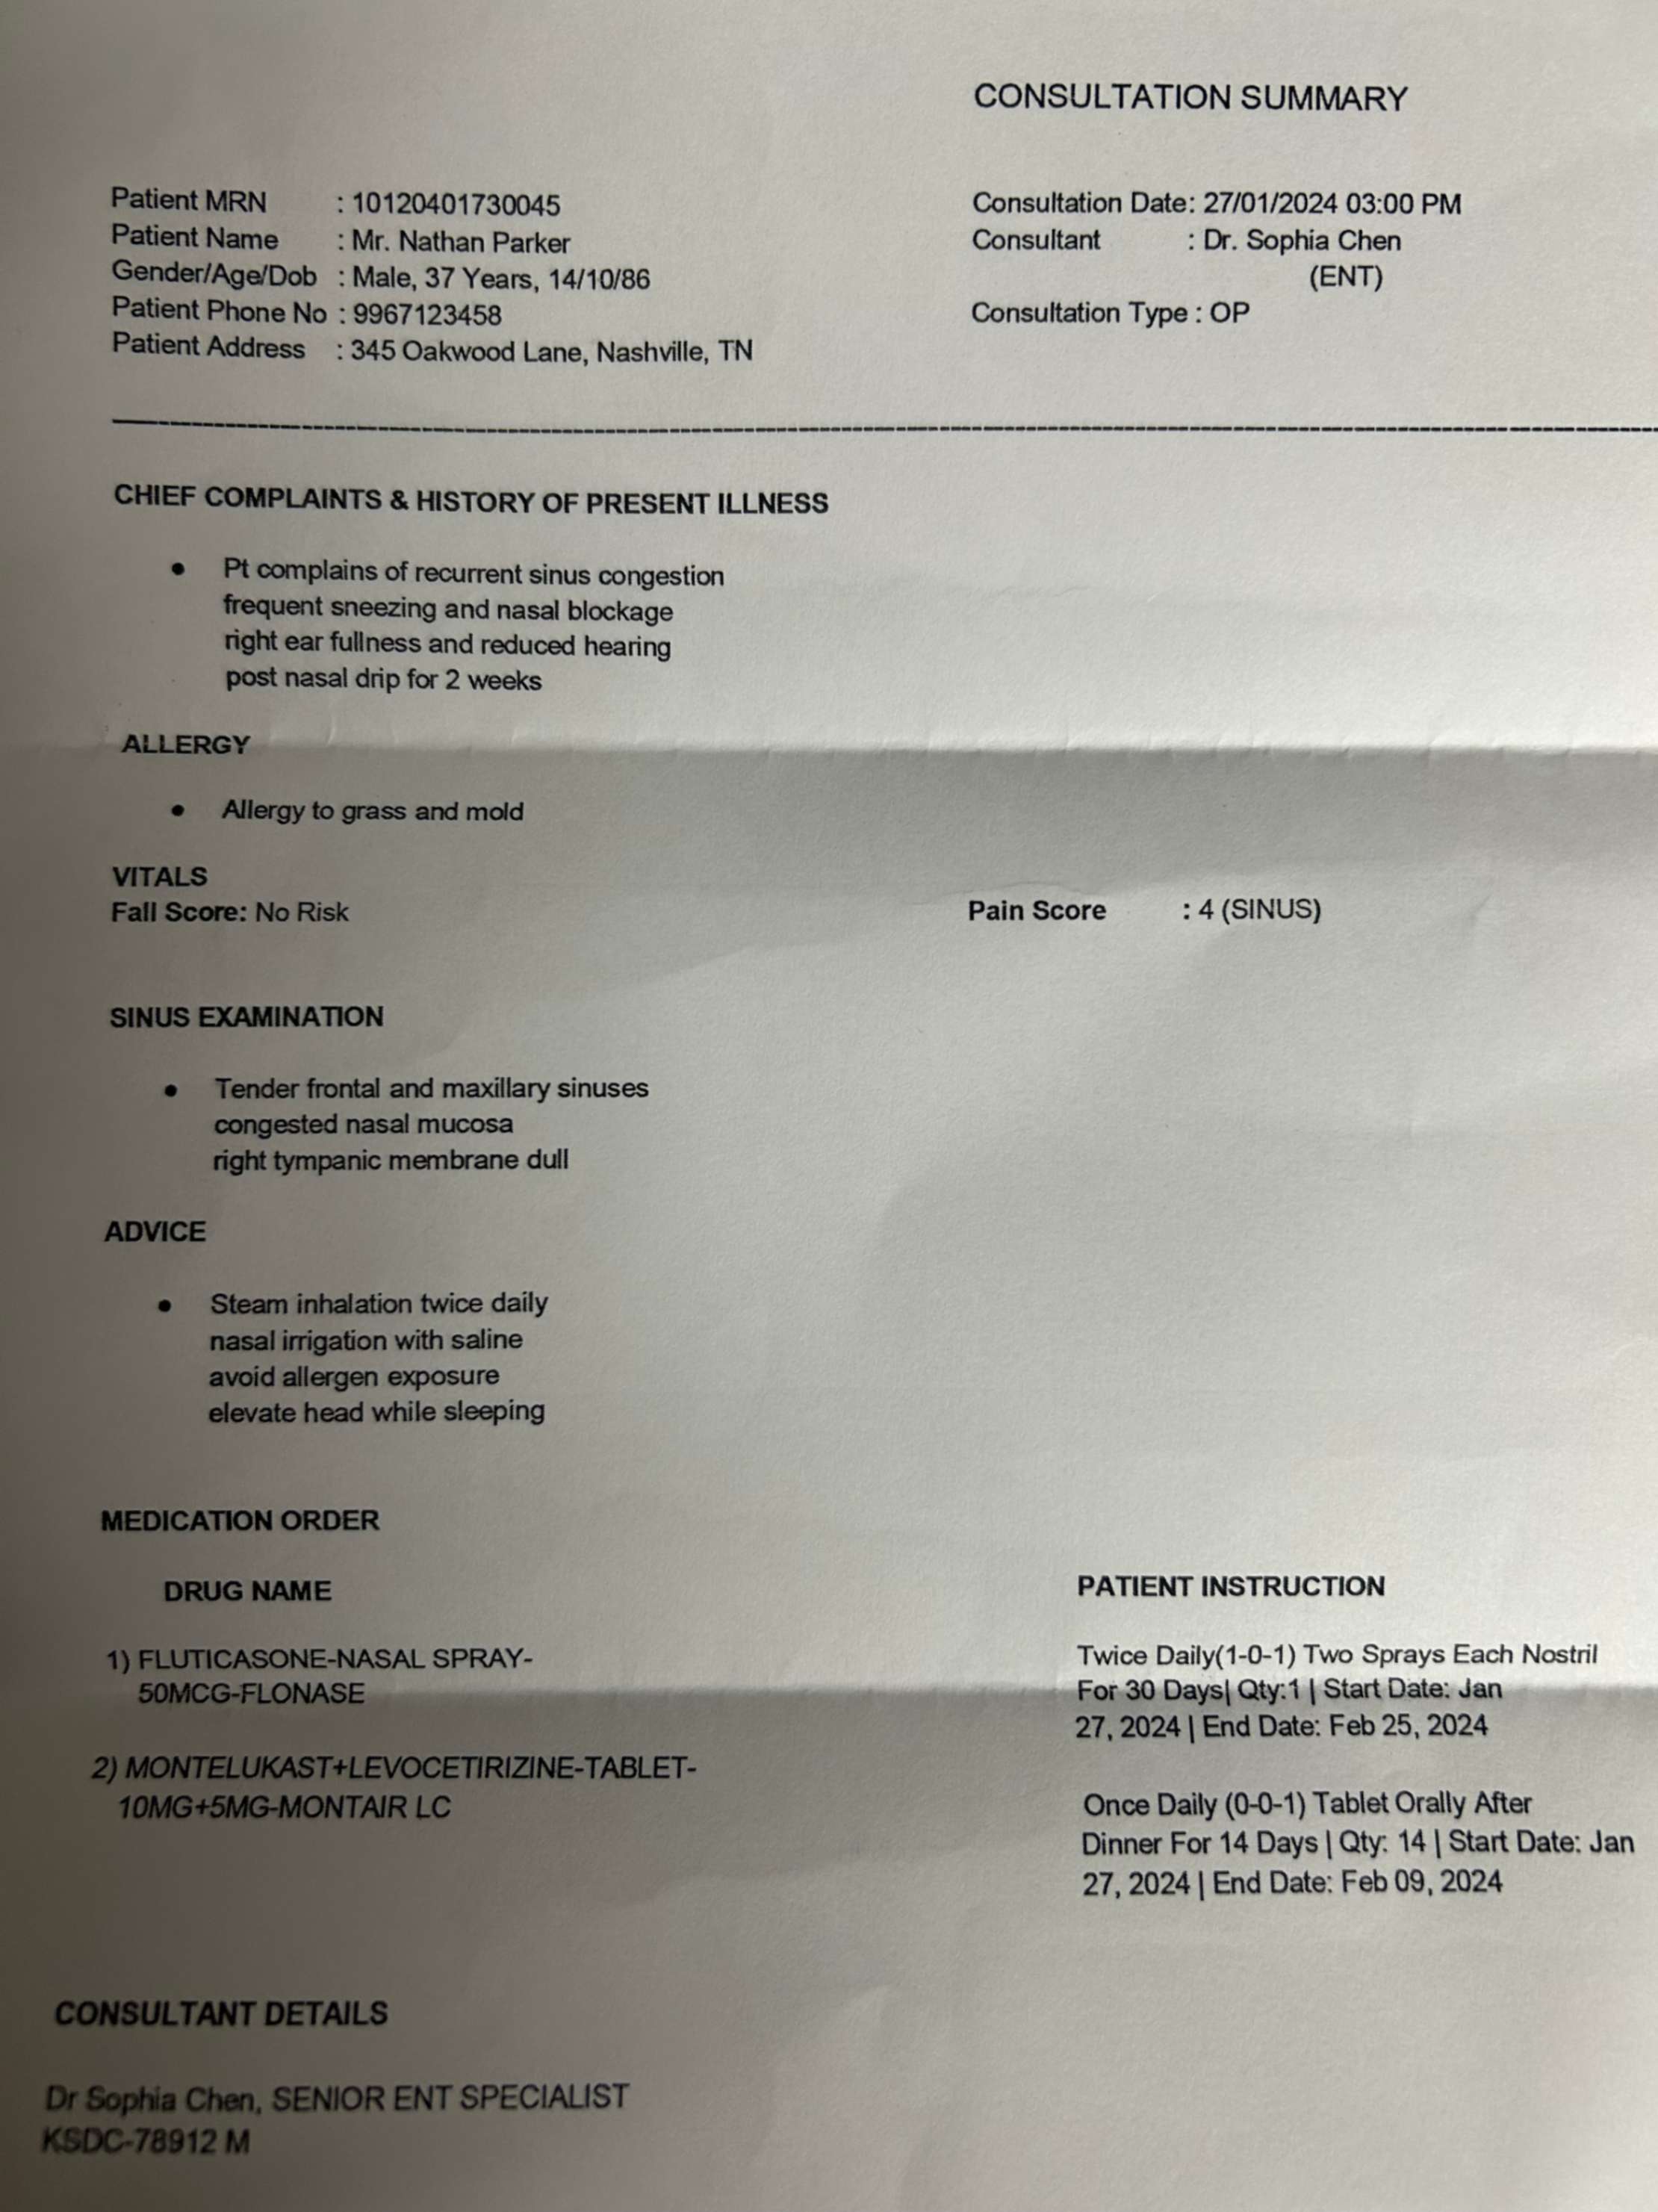 CONSULTATION SUMMARY
Patient MRN : 10120401730045
Patient Name : Mr. Nathan Parker
Gender/Age/Dob : Male, 37 Years, 14/10/86
Patient Phone No : 9967123458
Patient Address : 345 Oakwood Lane, Nashville, TN
Consultation Date: 27/01/2024 03:00 PM
Consultant : Dr. Sophia Chen
(ENT)
Consultation Type : OP
CHIEF COMPLAINTS & HISTORY OF PRESENT ILLNESS
• Pt complains of recurrent sinus congestion
frequent sneezing and nasal blockage
right ear fullness and reduced hearing
post nasal drip for 2 weeks
ALLERGY
• Allergy to grass and mold
VITALS
Fall Score: No Risk
Pain Score : 4 (SINUS)
SINUS EXAMINATION
• Tender frontal and maxillary sinuses
congested nasal mucosa
right tympanic membrane dull
ADVICE
• Steam inhalation twice daily
nasal irrigation with saline
avoid allergen exposure
elevate head while sleeping
MEDICATION ORDER
DRUG NAME
PATIENT INSTRUCTION
1) FLUTICASONE-NASAL SPRAY-
50MCG-FLONASE
Twice Daily(1-0-1) Two Sprays Each Nostril
For 30 Days| Qty:1 | Start Date: Jan
27, 2024 | End Date: Feb 25, 2024
2) MONTELUKAST+LEVOCETIRIZINE-TABLET-
10MG+5MG-MONTAIR LC
Once Daily (0-0-1) Tablet Orally After
Dinner For 14 Days | Qty: 14 | Start Date: Jan
27, 2024 | End Date: Feb 09, 2024
CONSULTANT DETAILS
Dr Sophia Chen, SENIOR ENT SPECIALIST
KSDC-78912 M